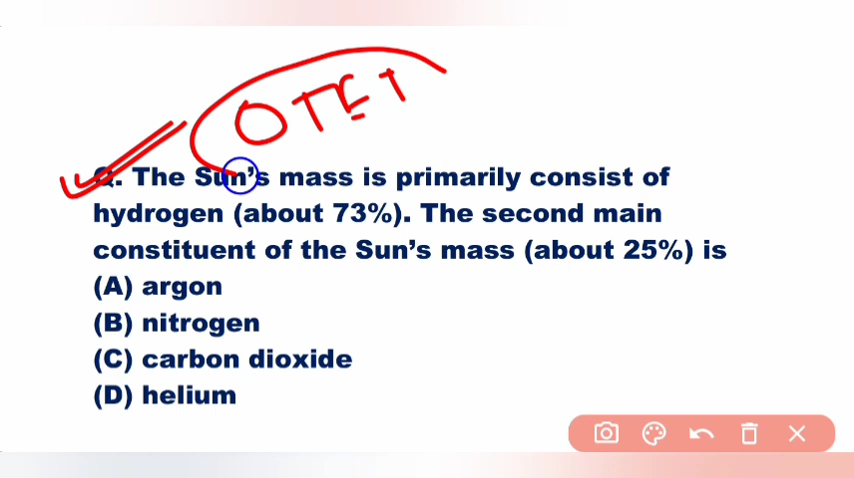 OTET
Q. The Sun's mass is primarily consist of
hydrogen (about 73%). The second main
constituent of the Sun's mass (about 25%) is
(A) argon
(B) nitrogen
(C) carbon dioxide
(D) helium